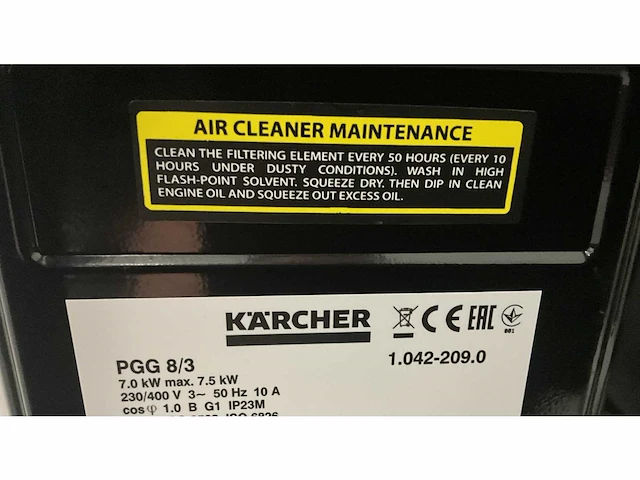 AIR CLEANER MAINTENANCE
CLEAN THE FILTERING ELEMENT EVERY 50 HOURS (EVERY 10
HOURS UNDER DUSTY CONDITIONS). WASH IN HIGH
FLASH-POINT SOLVENT. SQUEEZE DRY. THEN DIP IN CLEAN
ENGINE OIL AND SQUEEZE OUT EXCESS OIL.
KÄRCHER CE EAC
001
PGG 8/3 1.042-209.0
7.0 kW max. 7.5 kW
230/400 V 3~ 50 Hz 10 A
cos φ 1.0 B G1 IP23M